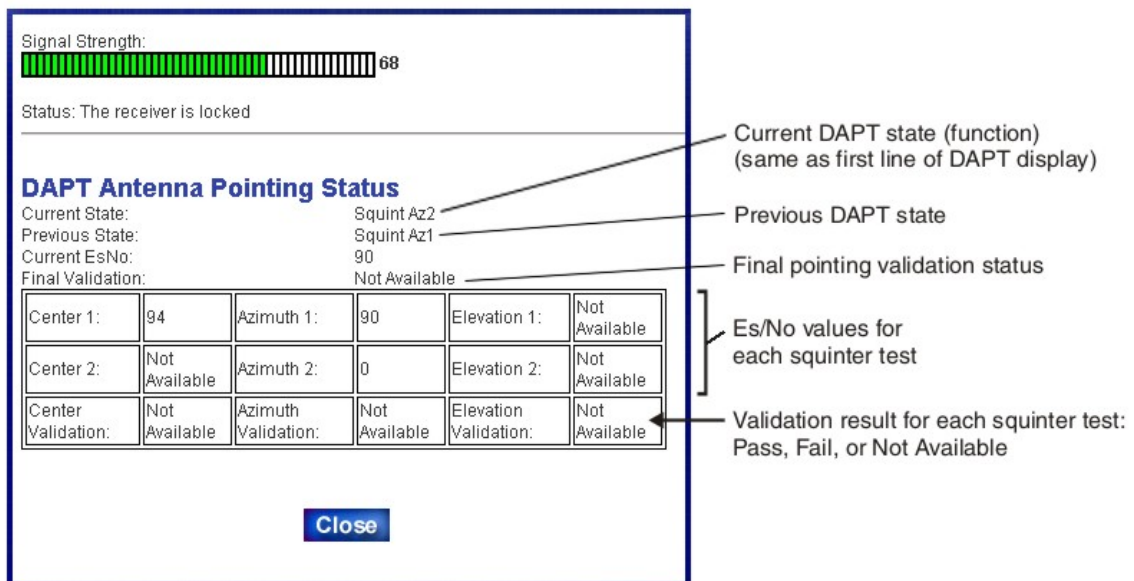 Signal Strength:
68
Status: The receiver is locked
DAPT Antenna Pointing Status
Current State: Squint Az2
Previous State: Squint Az1
Current EsNo: 90
Final Validation: Not Available
Center 1: 94 Azimuth 1: 90 Elevation 1: Not Available
Center 2: Not Available Azimuth 2: 0 Elevation 2: Not Available
Center Validation: Not Available Azimuth Validation: Not Available Elevation Validation: Not Available
Close
Current DAPT state (function)
(same as first line of DAPT display)
Previous DAPT state
Final pointing validation status
Es/No values for
each squinter test
Validation result for each squinter test:
Pass, Fail, or Not Available